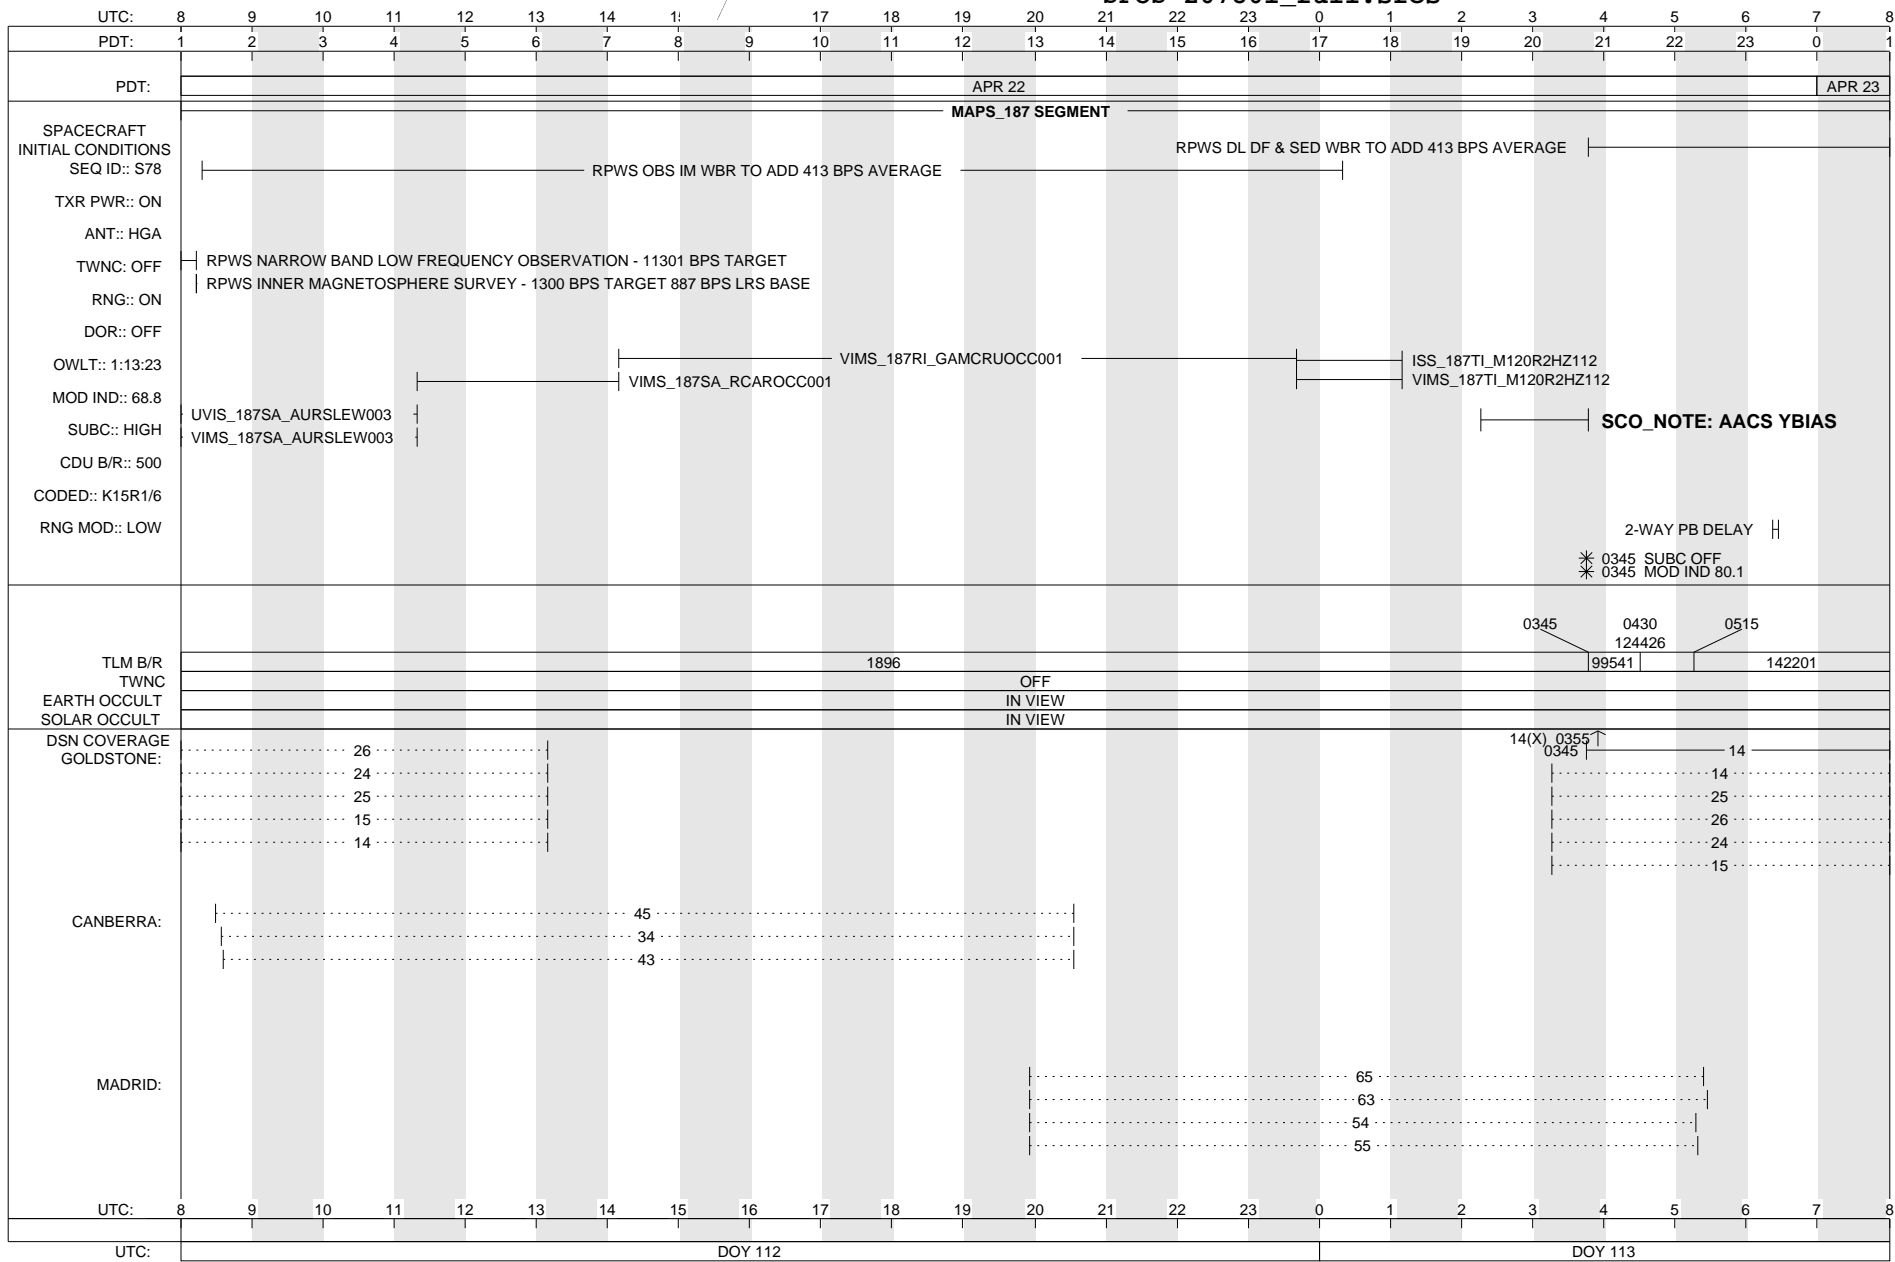 UTC: 8 9 10 11 12 13 14 17 18 19 20 21 22 23 0 1 2 3 4 5 6 7 8
PDT: 1 2 3 4 5 6 7 8 9 10 11 12 13 14 15 16 17 18 19 20 21 22 23 0 1
PDT: APR 22 APR 23
MAPS_187 SEGMENT
SPACECRAFT
INITIAL CONDITIONS
RPWS DL DF & SED WBR TO ADD 413 BPS AVERAGE
SEQ ID:: S78
RPWS OBS IM WBR TO ADD 413 BPS AVERAGE
TXR PWR:: ON
ANT:: HGA
TWNC: OFF
RPWS NARROW BAND LOW FREQUENCY OBSERVATION - 11301 BPS TARGET
RPWS INNER MAGNETOSPHERE SURVEY - 1300 BPS TARGET 887 BPS LRS BASE
RNG:: ON
DOR:: OFF
OWLT:: 1:13:23
VIMS_187RI_GAMCRUOCC001
ISS_187TI_M120R2HZ112
VIMS_187SA_RCAROCC001
VIMS_187TI_M120R2HZ112
MOD IND:: 68.8
UVIS_187SA_AURSLEW003
SCO_NOTE: AACS YBIAS
SUBC:: HIGH
VIMS_187SA_AURSLEW003
CDU B/R:: 500
CODED:: K15R1/6
RNG MOD:: LOW
2-WAY PB DELAY
0345 SUBC OFF
0345 MOD IND 80.1
0345 0430 0515
124426
TLM B/R 1896 99541 142201
TWNC OFF
EARTH OCCULT IN VIEW
SOLAR OCCULT IN VIEW
DSN COVERAGE
14(X) 0355
GOLDSTONE: 26 0345 14
24 14
25 25
15 26
14 24
15
CANBERRA: 45
34
43
MADRID: 65
63
54
55
UTC: 8 9 10 11 12 13 14 15 16 17 18 19 20 21 22 23 0 1 2 3 4 5 6 7 8
UTC: DOY 112 DOY 113